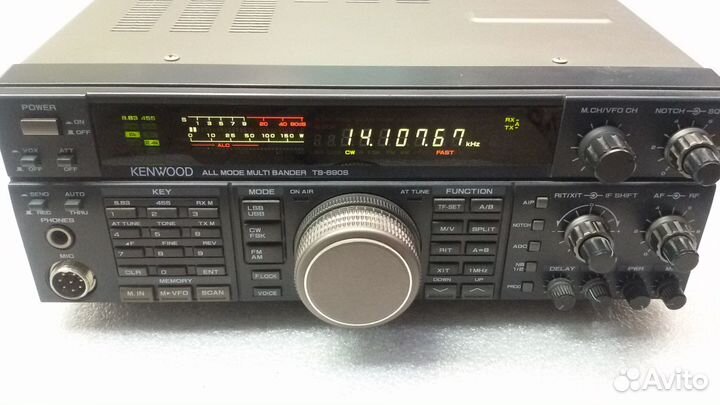 POWER
ON
OFF
VOX
ATT
OFF
8.83 455
S 1 3 5 7 9 20 40 60dB
0 10 25 50 100 150 W
ALC
14.107.67 kHz
CW
FAST
RX A
TX
M.CH/VFO CH
NOTCH
KENWOOD ALL MODE MULTI BANDER TS-690S
SEND AUTO
REC THRU
PHONES
MIC
KEY
8.83 455 RX M
1 2 3
AT TUNE TONE TX M
4 5 6
ΔF FINE REV
7 8 9
CLR 0 ENT
MEMORY
M.IN M▸VFO SCAN
MODE
LSB
USB
CW
FSK
FM
AM
F.LOCK
VOICE
ON AIR
AT TUNE
FUNCTION
TF-SET A/B
M/V SPLIT
RIT A=B
XIT 1MHz
DOWN UP
AIP
NOTCH
AGC
NB
1/2
PROC
RIT/XIT IF SHIFT
AF RF
DELAY
PWR
Avito